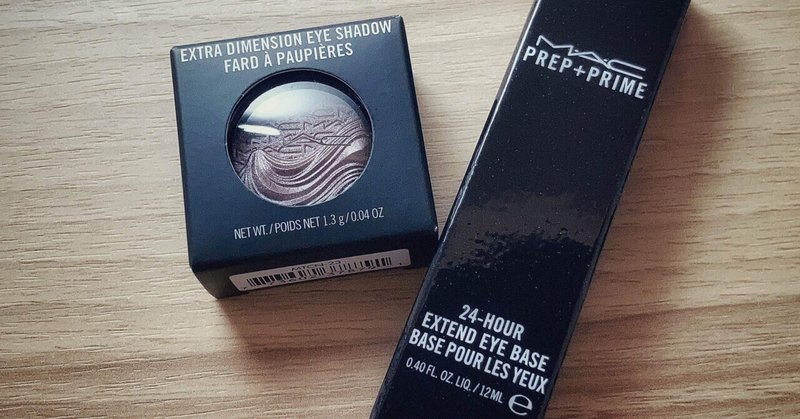 EXTRA DIMENSION EYE SHADOW
FARD À PAUPIÈRES
NET WT./POIDS NET 1.3 g/0.04 OZ
M·A·C
PREP+PRIME
24-HOUR
EXTEND EYE BASE
BASE POUR LES YEUX
0.40 FL. OZ. LIQ. / 12ML e